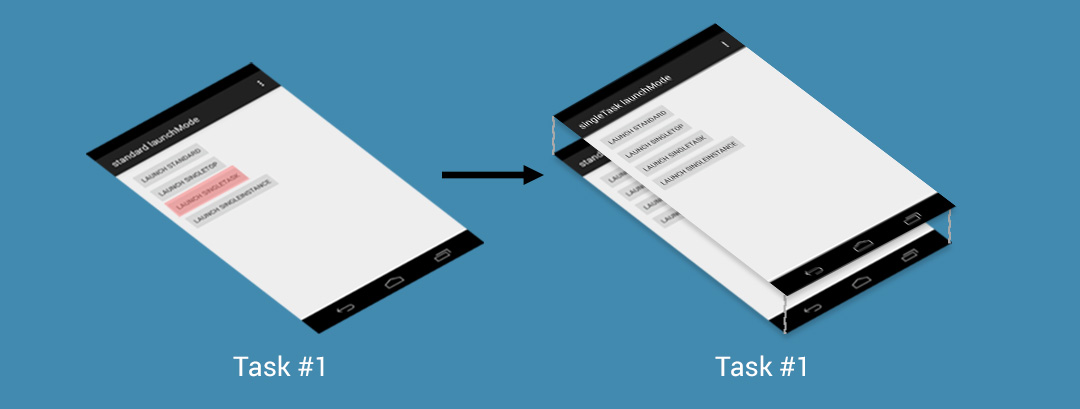 standard launchMode
LAUNCH STANDARD
LAUNCH SINGLETOP
LAUNCH SINGLETASK
LAUNCH SINGLEINSTANCE
Task #1
singleTask launchMode
LAUNCH STANDARD
LAUNCH SINGLETOP
LAUNCH SINGLETASK
LAUNCH SINGLEINSTANCE
stand
Task #1